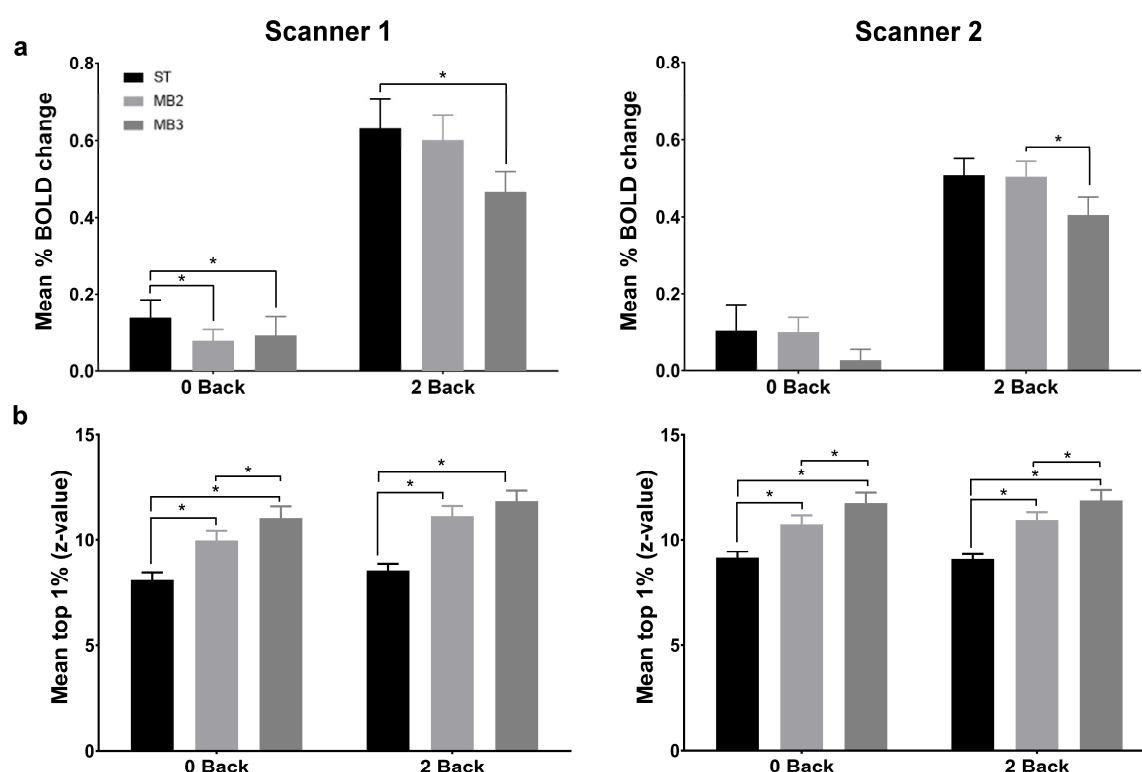 Scanner 1
Scanner 2
a
ST
MB2
MB3
Mean % BOLD change
0.8
0.6
0.4
0.2
0.0
*
*
*
0 Back
2 Back
Mean % BOLD change
0.8
0.6
0.4
0.2
0.0
*
0 Back
2 Back
b
Mean top 1% (z-value)
15
10
5
0
*
*
*
*
*
0 Back
2 Back
Mean top 1% (z-value)
15
10
5
0
*
*
*
*
*
*
0 Back
2 Back